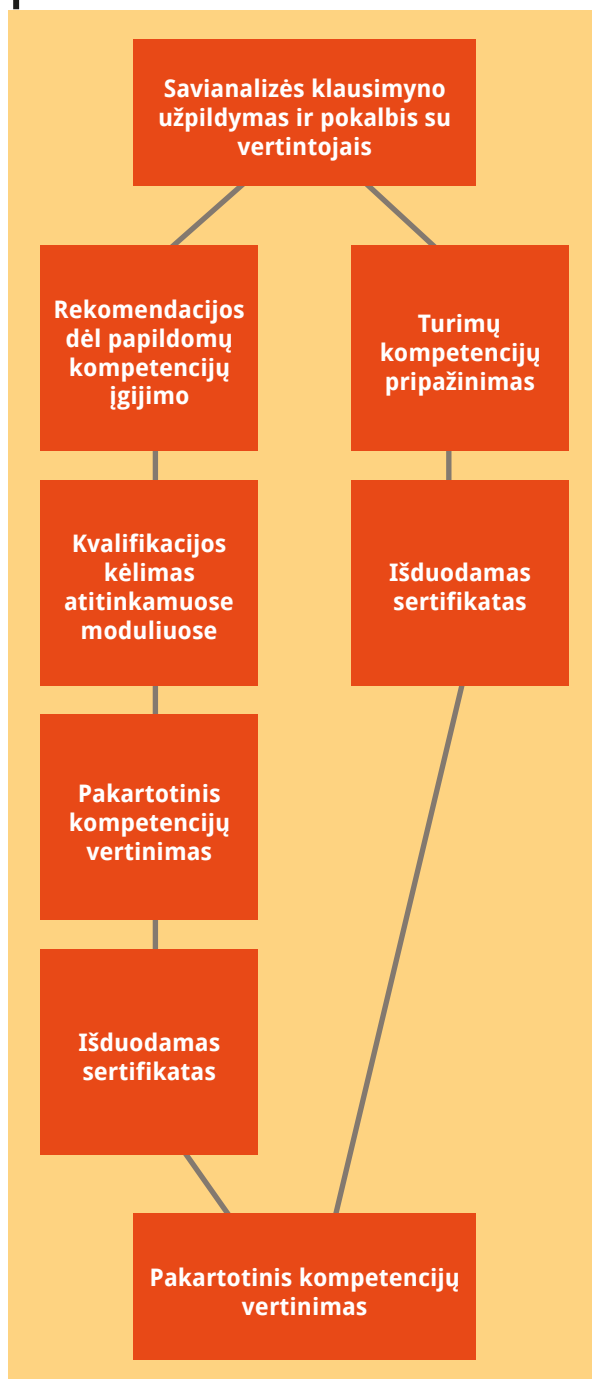 Savianalizės klausimyno
užpildymas ir pokalbis su
vertintojais
Rekomendacijos
dėl papildomų
kompetencijų
įgijimo
Turimų
kompetencijų
pripažinimas
Kvalifikacijos
kėlimas
atitinkamuose
moduliuose
Išduodamas
sertifikatas
Pakartotinis
kompetencijų
vertinimas
Išduodamas
sertifikatas
Pakartotinis kompetencijų
vertinimas